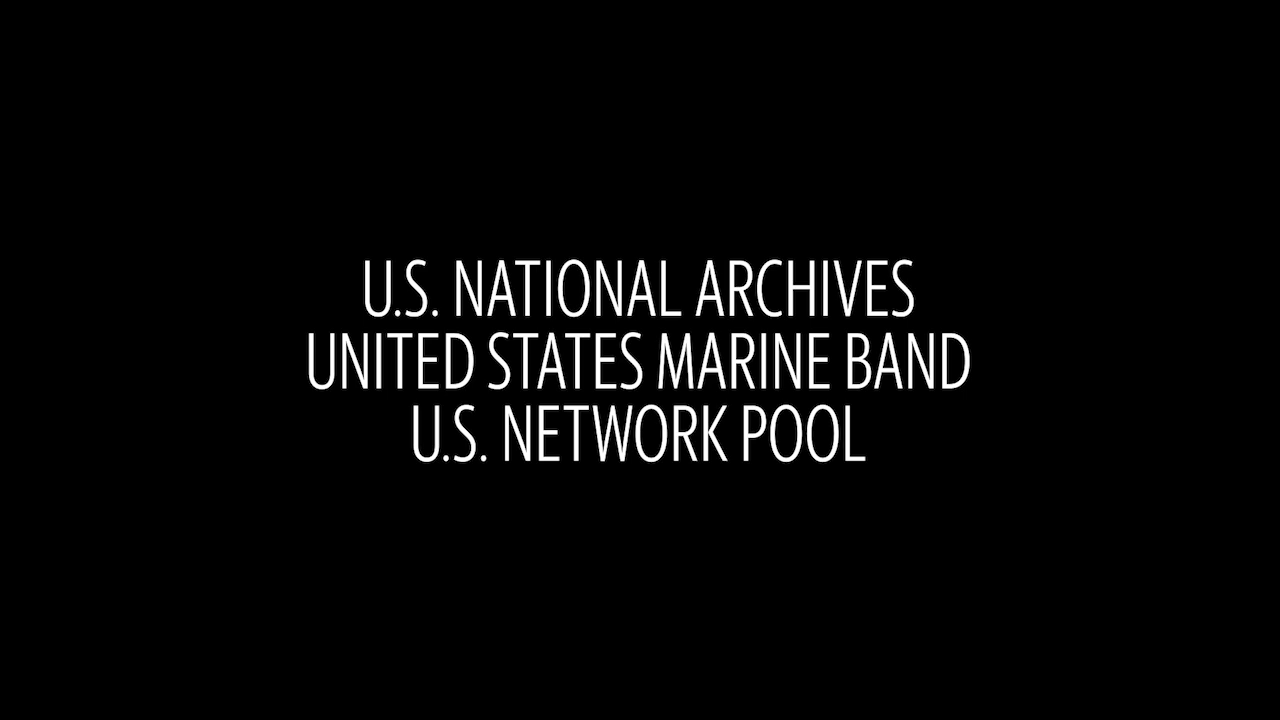 U.S. NATIONAL ARCHIVES
UNITED STATES MARINE BAND
U.S. NETWORK POOL